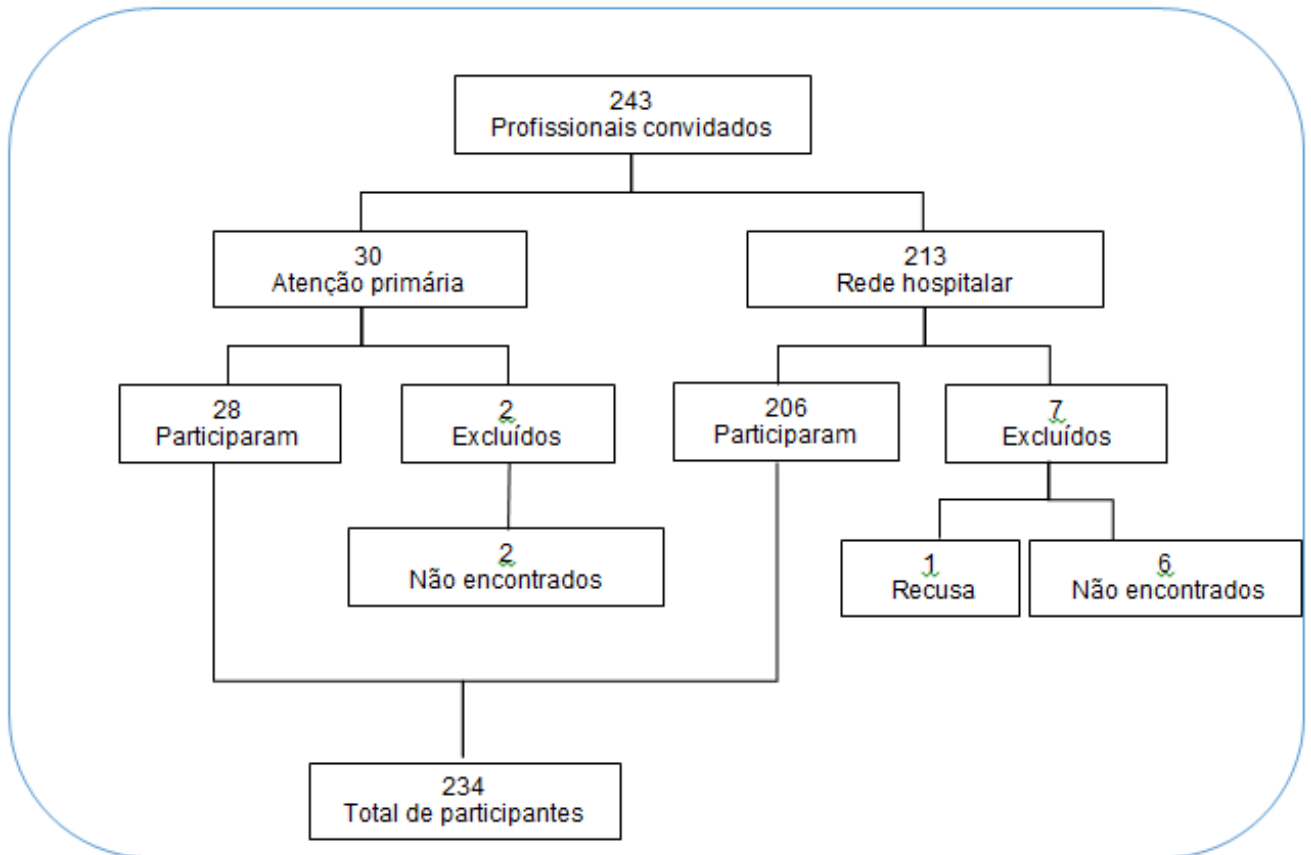 243
Profissionais convidados
30
Atenção primária
213
Rede hospitalar
28
Participaram
2
Excluídos
206
Participaram
7
Excluídos
2
Não encontrados
1
Recusa
6
Não encontrados
234
Total de participantes